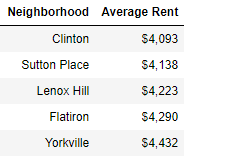 Neighborhood Average Rent
Clinton $4,093
Sutton Place $4,138
Lenox Hill $4,223
Flatiron $4,290
Yorkville $4,432